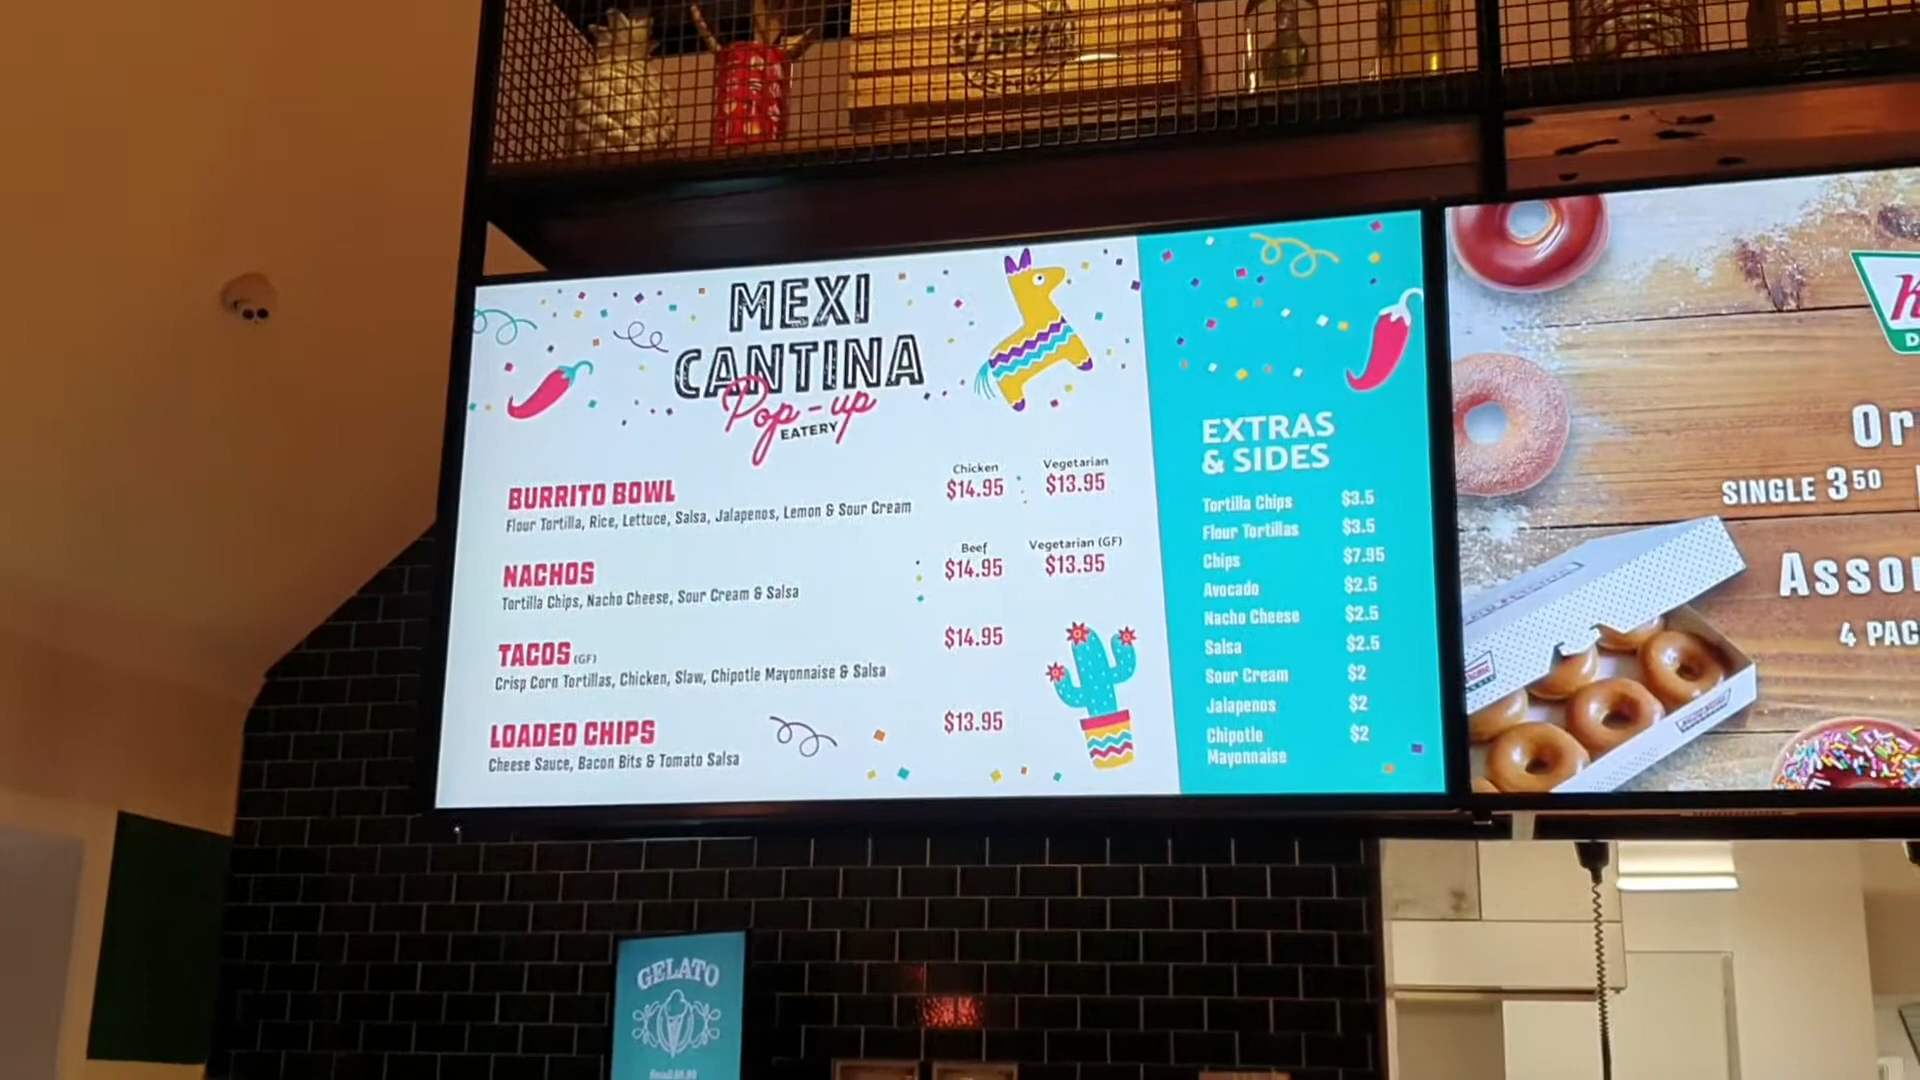 MEXI
CANTINA
Pop-up
EATERY
BURRITO BOWL
Flour Tortilla, Rice, Lettuce, Salsa, Jalapenos, Lemon & Sour Cream
Chicken
$14.95
Vegetarian
$13.95
NACHOS
Tortilla Chips, Nacho Cheese, Sour Cream & Salsa
Beef
$14.95
Vegetarian (GF)
$13.95
TACOS (GF)
Crisp Corn Tortillas, Chicken, Slaw, Chipotle Mayonnaise & Salsa
$14.95
LOADED CHIPS
Cheese Sauce, Bacon Bits & Tomato Salsa
$13.95
EXTRAS
& SIDES
Tortilla Chips $3.5
Flour Tortillas $3.5
Chips $7.95
Avocado $2.5
Nacho Cheese $2.5
Salsa $2.5
Sour Cream $2
Jalapenos $2
Chipotle $2
Mayonnaise
K
D
Or
SINGLE 3 50
Assor
4 PAC
GELATO